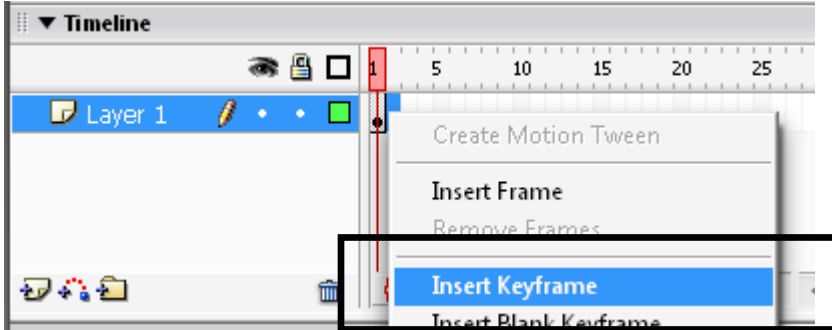 Timeline
1 5 10 15 20 25
Layer 1
Create Motion Tween
Insert Frame
Remove Frames
Insert Keyframe
Insert Blank Keyframe